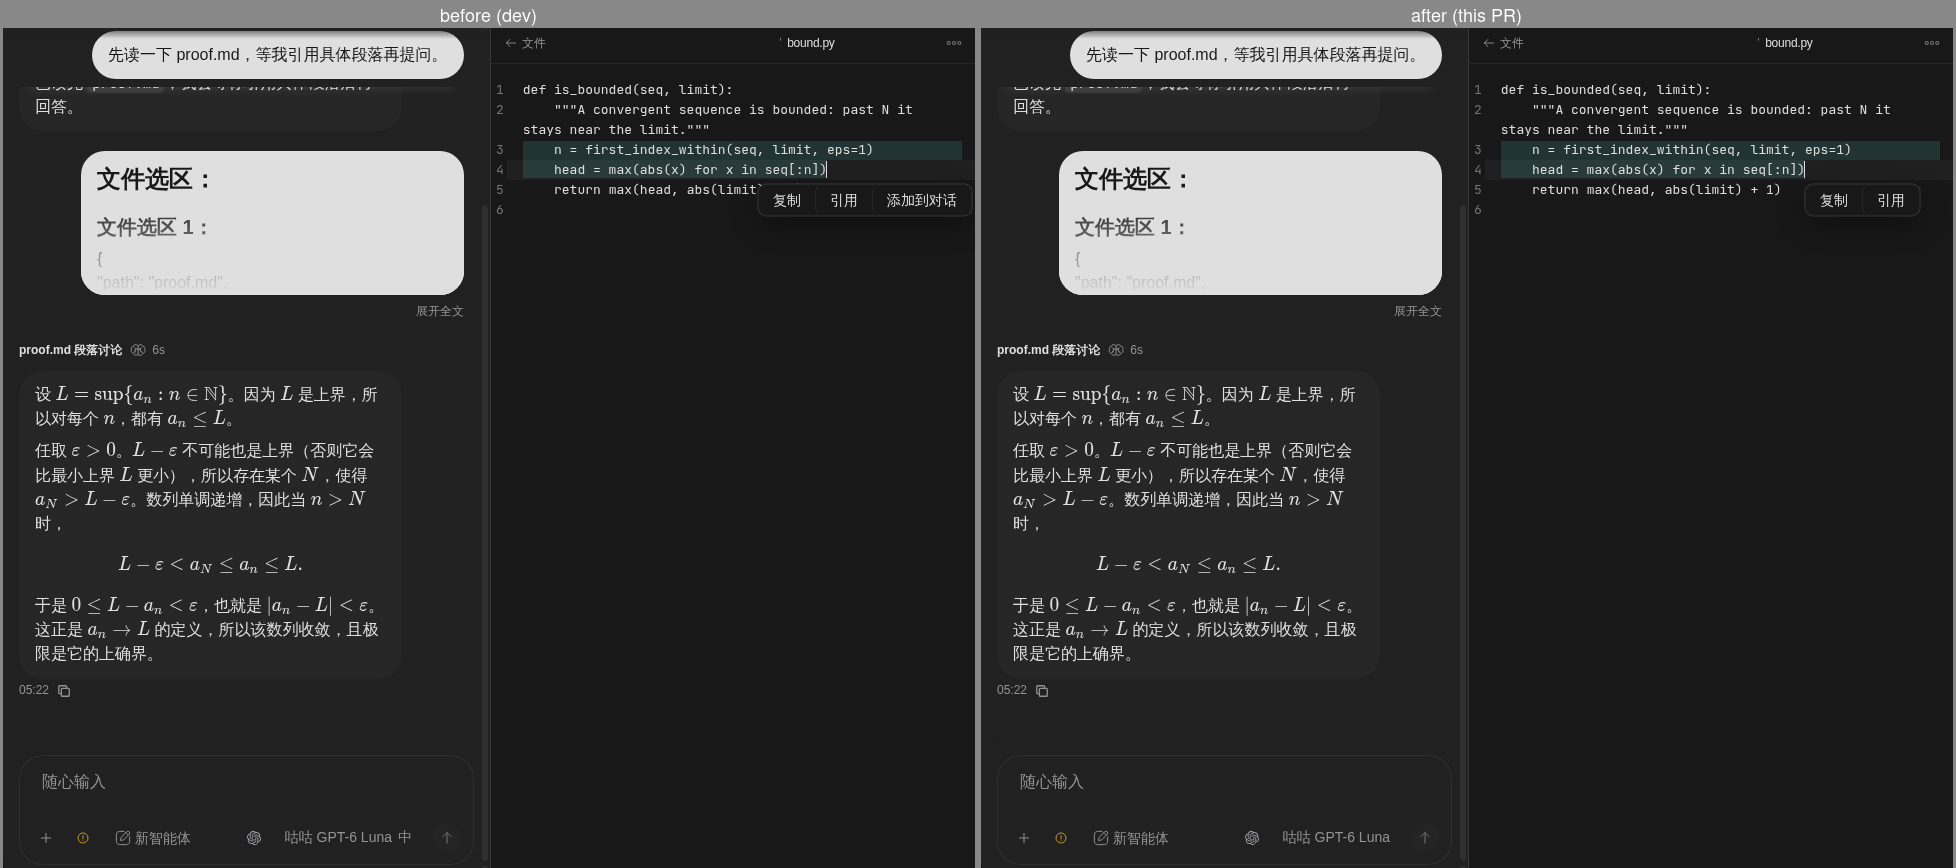 before (dev)
先读一下 proof.md，等我引用具体段落再提问。
回答。
文件选区：
文件选区 1：
{
"path": "proof.md",
展开全文
proof.md 段落讨论 6s
设 L = sup{aₙ : n ∈ ℕ}。因为 L 是上界，所
以对每个 n，都有 aₙ ≤ L。
任取 ε > 0。L − ε 不可能也是上界（否则它会
比最小上界 L 更小），所以存在某个 N，使得
a_N > L − ε。数列单调递增，因此当 n > N
时，
L − ε < a_N ≤ aₙ ≤ L.
于是 0 ≤ L − aₙ < ε，也就是 |aₙ − L| < ε。
这正是 aₙ → L 的定义，所以该数列收敛，且极
限是它的上确界。
05:22
随心输入
新智能体 咕咕 GPT-6 Luna 中
← 文件 bound.py
1 def is_bounded(seq, limit):
2 """A convergent sequence is bounded: past N it
stays near the limit."""
3 n = first_index_within(seq, limit, eps=1)
4 head = max(abs(x) for x in seq[:n])
5 return max(head, abs(limit)
6
复制 引用 添加到对话
after (this PR)
先读一下 proof.md，等我引用具体段落再提问。
回答。
文件选区：
文件选区 1：
{
"path": "proof.md",
展开全文
proof.md 段落讨论 6s
设 L = sup{aₙ : n ∈ ℕ}。因为 L 是上界，所
以对每个 n，都有 aₙ ≤ L。
任取 ε > 0。L − ε 不可能也是上界（否则它会
比最小上界 L 更小），所以存在某个 N，使得
a_N > L − ε。数列单调递增，因此当 n > N
时，
L − ε < a_N ≤ aₙ ≤ L.
于是 0 ≤ L − aₙ < ε，也就是 |aₙ − L| < ε。
这正是 aₙ → L 的定义，所以该数列收敛，且极
限是它的上确界。
05:22
随心输入
新智能体 咕咕 GPT-6 Luna
← 文件 bound.py
1 def is_bounded(seq, limit):
2 """A convergent sequence is bounded: past N it
stays near the limit."""
3 n = first_index_within(seq, limit, eps=1)
4 head = max(abs(x) for x in seq[:n])
5 return max(head, abs(limit) + 1)
6
复制 引用